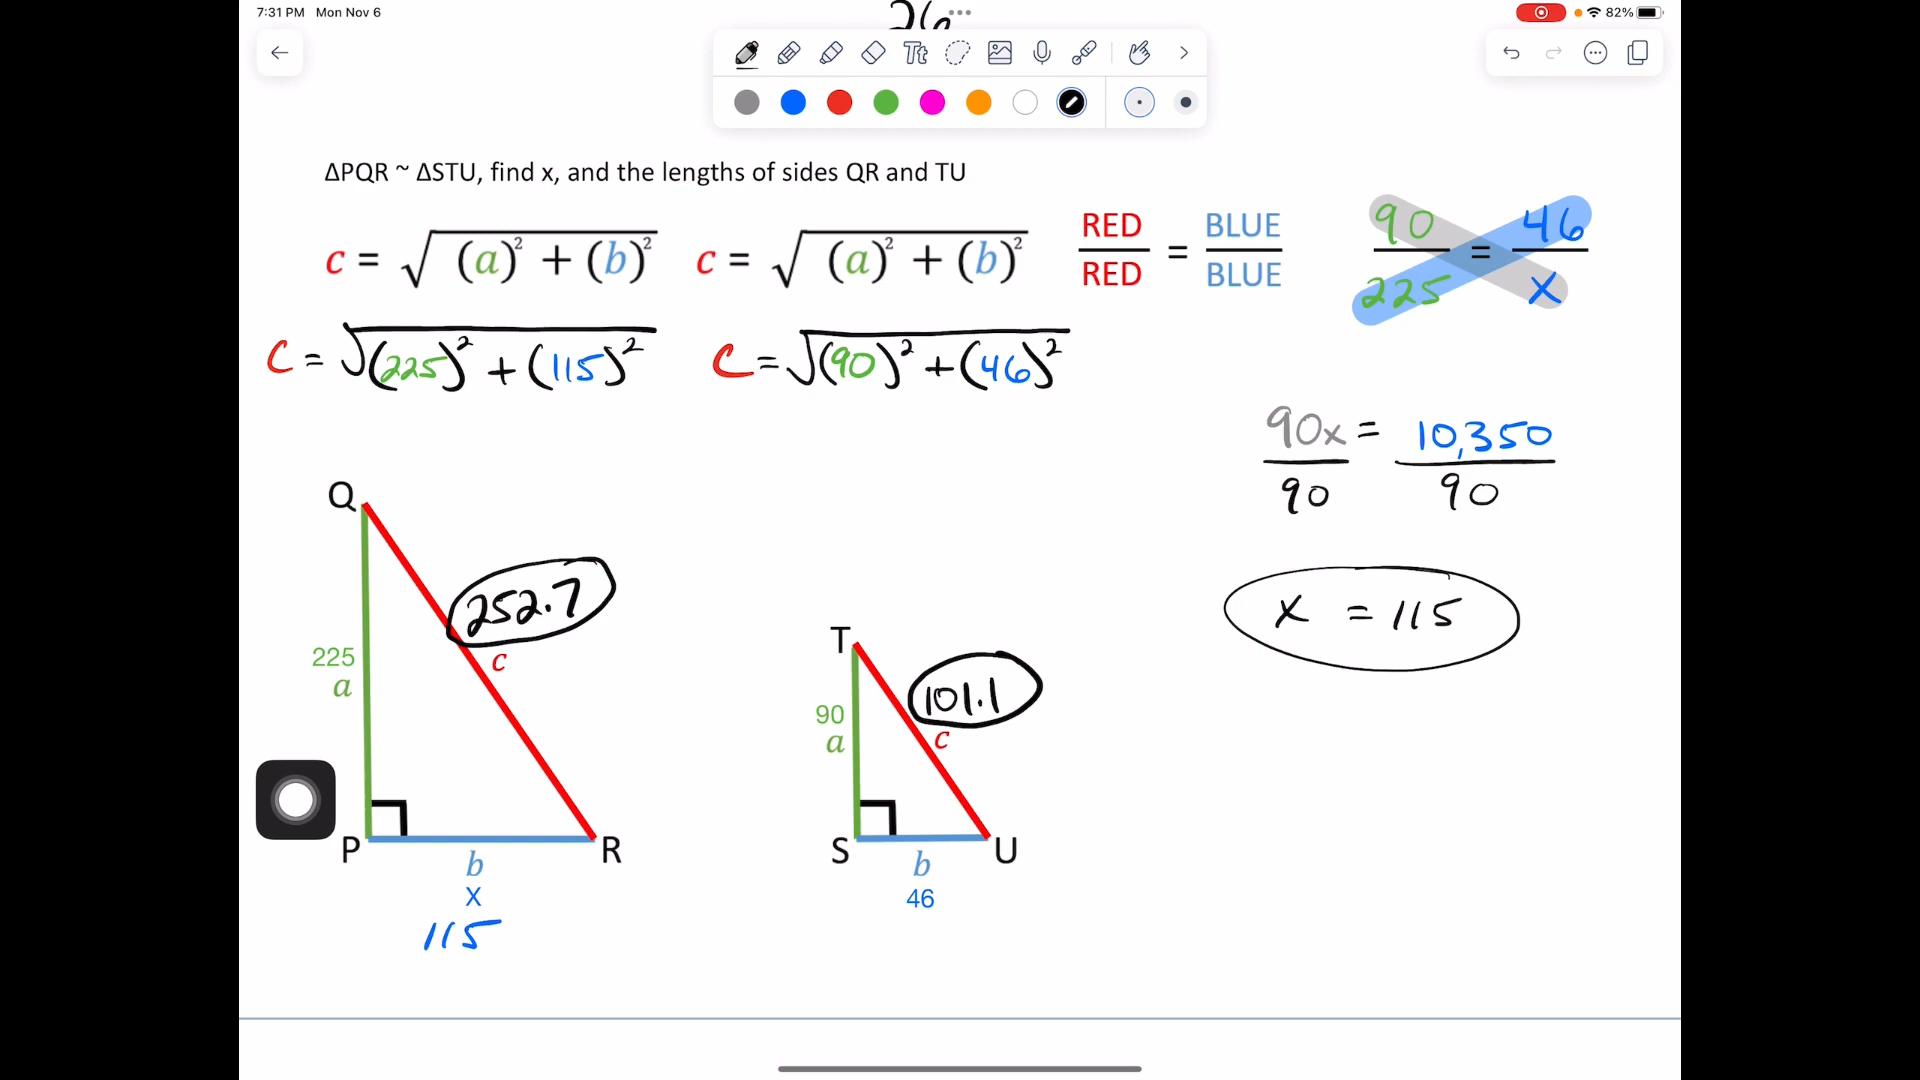 7:31 PM Mon Nov 6
82%
Tt
ΔPQR ~ ΔSTU, find x, and the lengths of sides QR and TU
c = √(a)² + (b)²
c = √(a)² + (b)²
RED/RED = BLUE/BLUE
90/225 = 46/x
c = √(225)² + (115)²
c = √(90)² + (46)²
90x/90 = 10,350/90
x = 115
Q
252.7
c
225
a
P
R
b
x
115
T
101.1
c
90
a
S
U
b
46